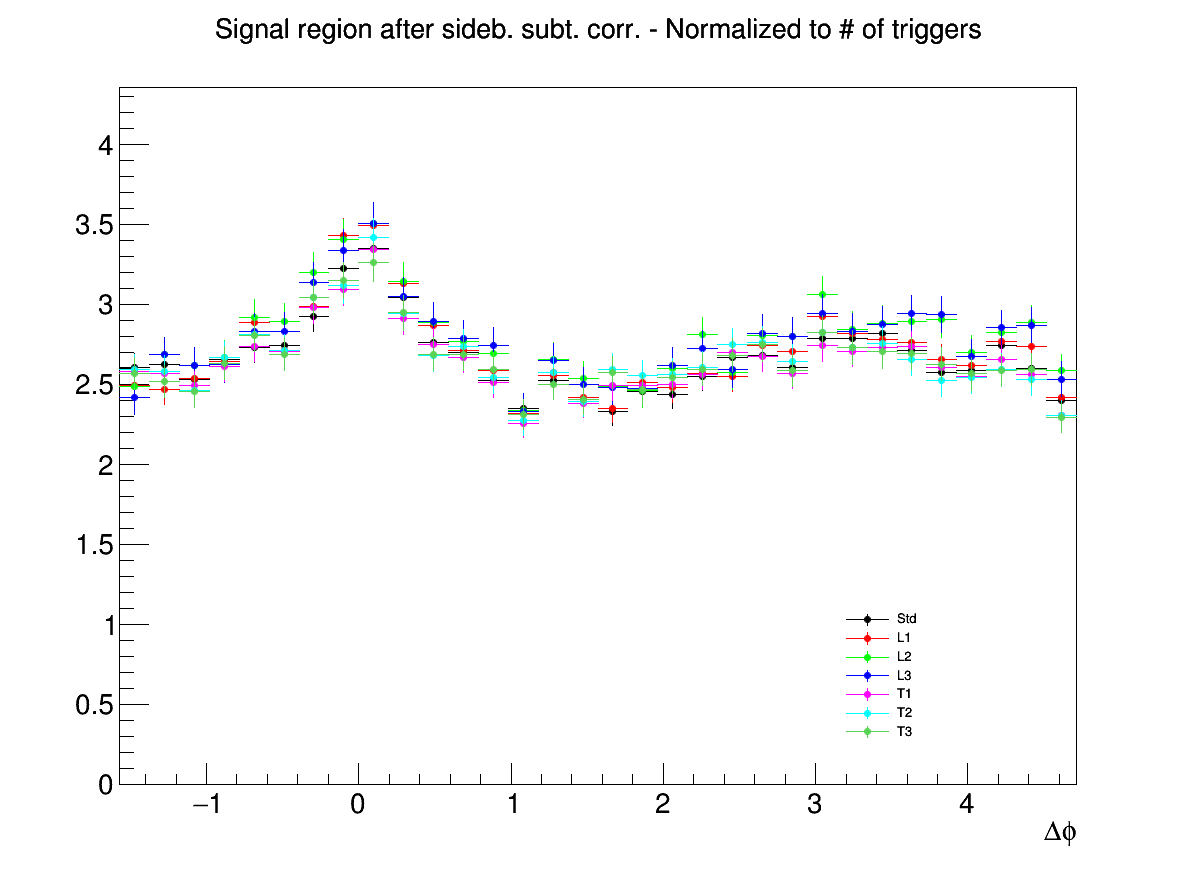 Signal region after sideb. subt. corr. - Normalized to # of triggers
4
3.5
3
2.5
2
1.5
1
0.5
0
−1 0 1 2 3 4
Δϕ
Std
L1
L2
L3
T1
T2
T3